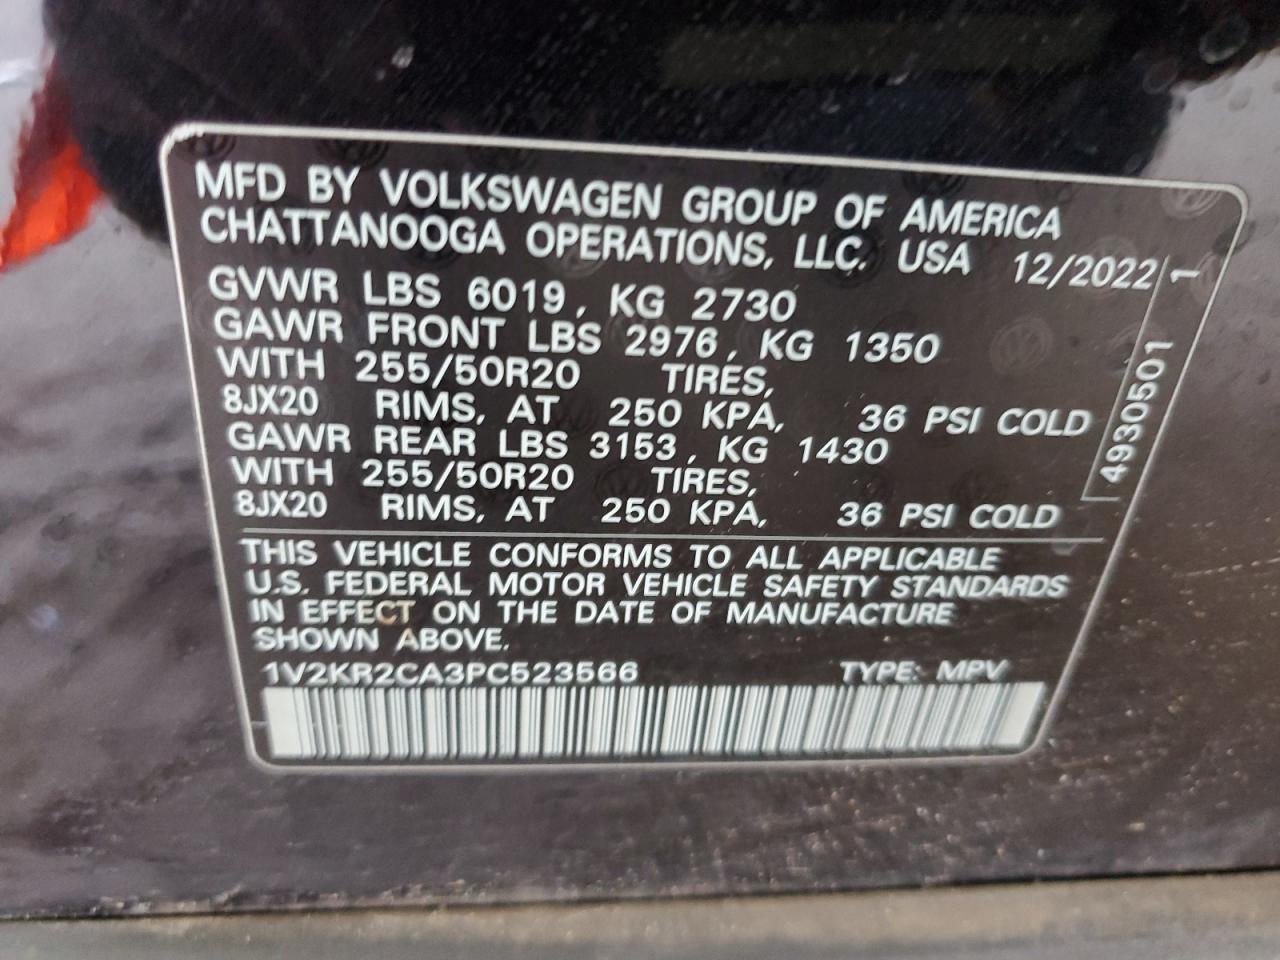 MFD BY VOLKSWAGEN GROUP OF AMERICA
CHATTANOOGA OPERATIONS, LLC. USA 12/2022 1
GVWR LBS 6019, KG 2730
GAWR FRONT LBS 2976, KG 1350
WITH 255/50R20 TIRES,
8JX20 RIMS, AT 250 KPA, 36 PSI COLD
GAWR REAR LBS 3153, KG 1430
WITH 255/50R20 TIRES,
8JX20 RIMS, AT 250 KPA, 36 PSI COLD
4930501
THIS VEHICLE CONFORMS TO ALL APPLICABLE
U.S. FEDERAL MOTOR VEHICLE SAFETY STANDARDS
IN EFFECT ON THE DATE OF MANUFACTURE
SHOWN ABOVE.
1V2KR2CA3PC523566 TYPE: MPV